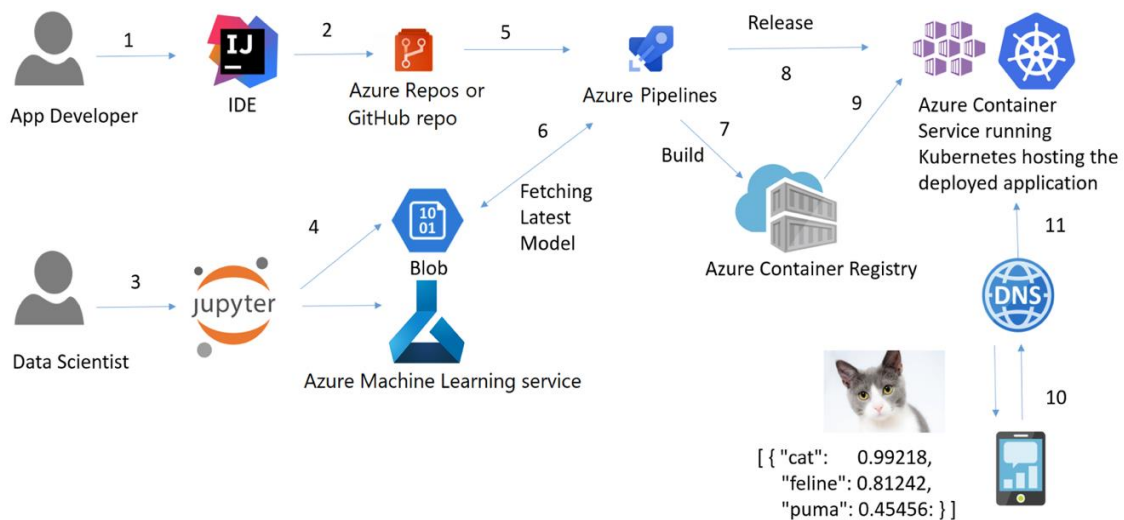 1
2
5
Release
8
IJ
App Developer
IDE
Azure Repos or
GitHub repo
Azure Pipelines
6
7
Build
9
Azure Container
Service running
Kubernetes hosting the
deployed application
Fetching
Latest
Model
10
01
4
Blob
Azure Container Registry
11
DNS
3
jupyter
Data Scientist
Azure Machine Learning service
10
[ { "cat": 0.99218,
"feline": 0.81242,
"puma": 0.45456: } ]